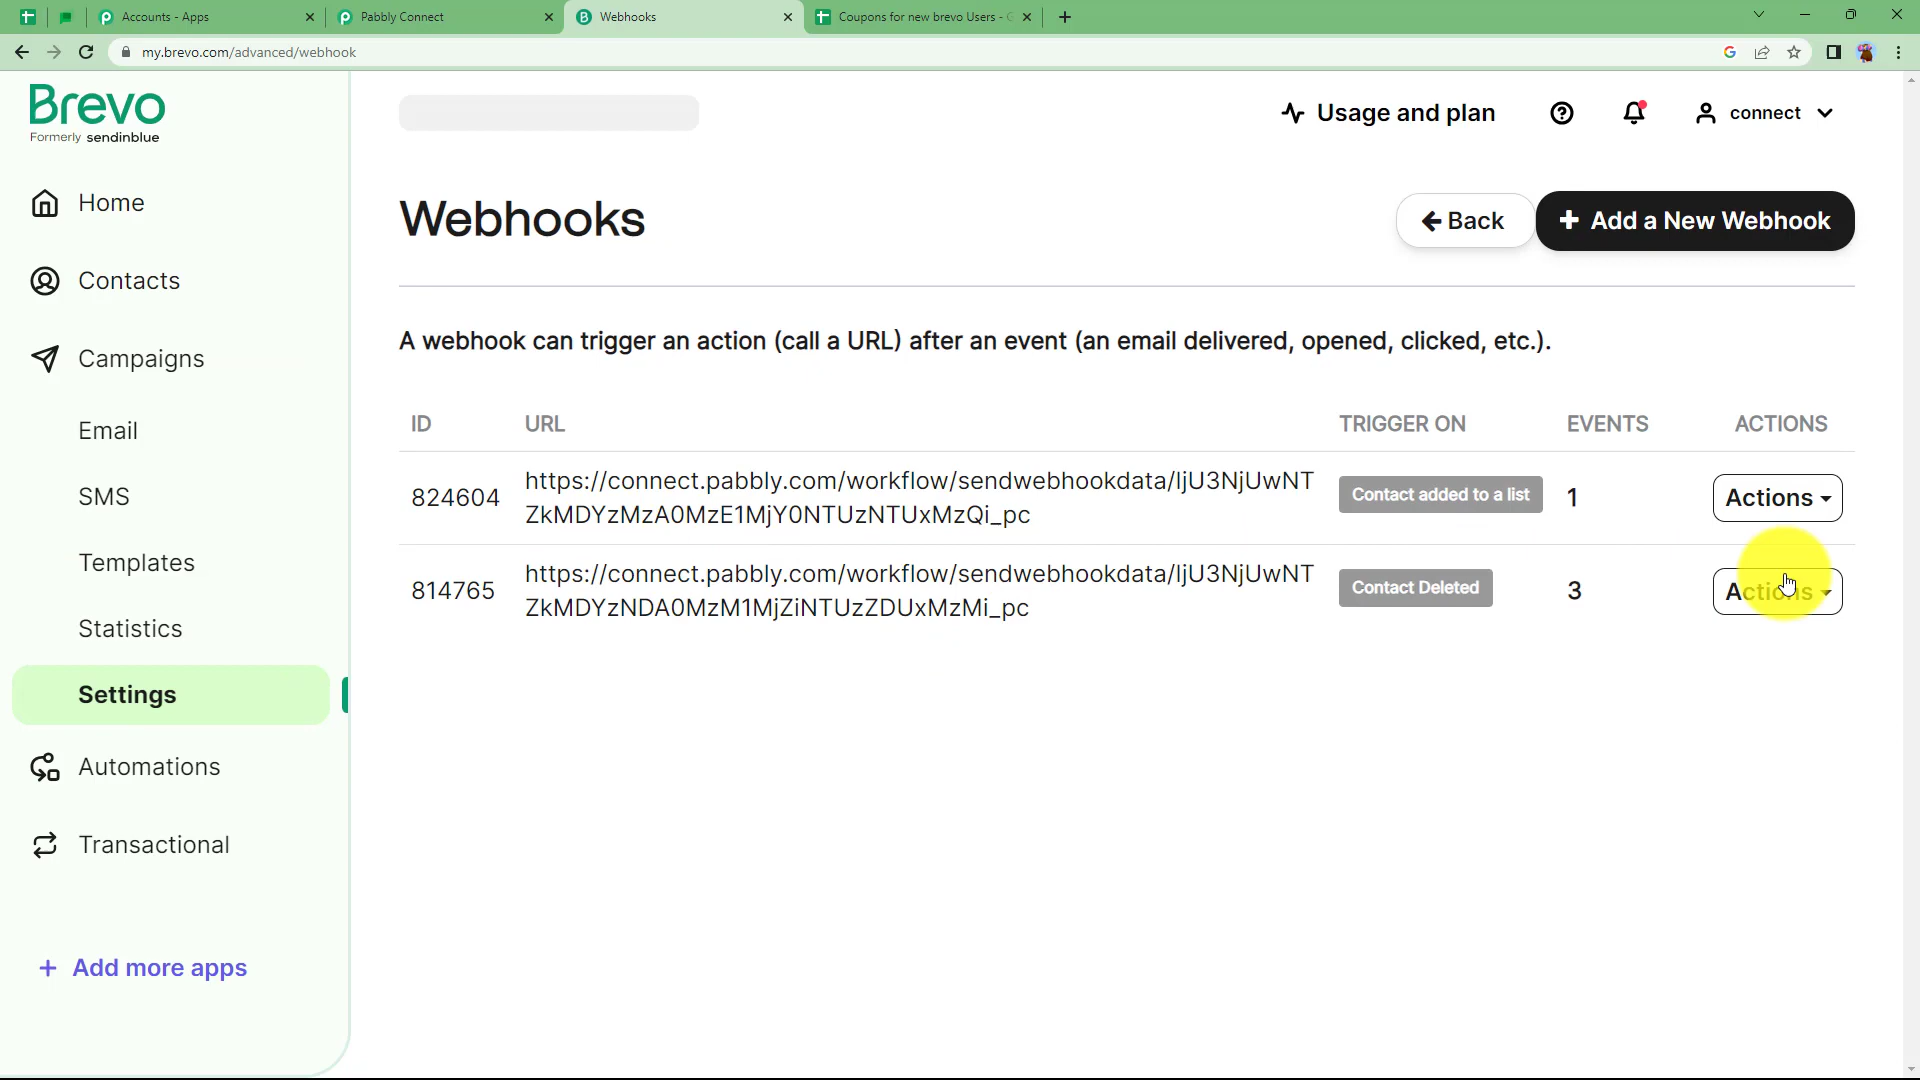 Accounts - Apps
Pabbly Connect
Webhooks
Coupons for new brevo Users -
my.brevo.com/advanced/webhook
Brevo
Formerly sendinblue
Usage and plan
connect
Home
Contacts
Campaigns
Email
SMS
Templates
Statistics
Settings
Automations
Transactional
+ Add more apps
Webhooks
Back
+ Add a New Webhook
A webhook can trigger an action (call a URL) after an event (an email delivered, opened, clicked, etc.).
ID URL TRIGGER ON EVENTS ACTIONS
824604 https://connect.pabbly.com/workflow/sendwebhookdata/IjU3NjUwNT Contact added to a list 1 Actions
ZkMDYzMzA0MzE1MjY0NTUzNTUxMzQi_pc
814765 https://connect.pabbly.com/workflow/sendwebhookdata/IjU3NjUwNT Contact Deleted 3 Actions
ZkMDYzNDA0MzM1MjZiNTUzZDUxMzMi_pc